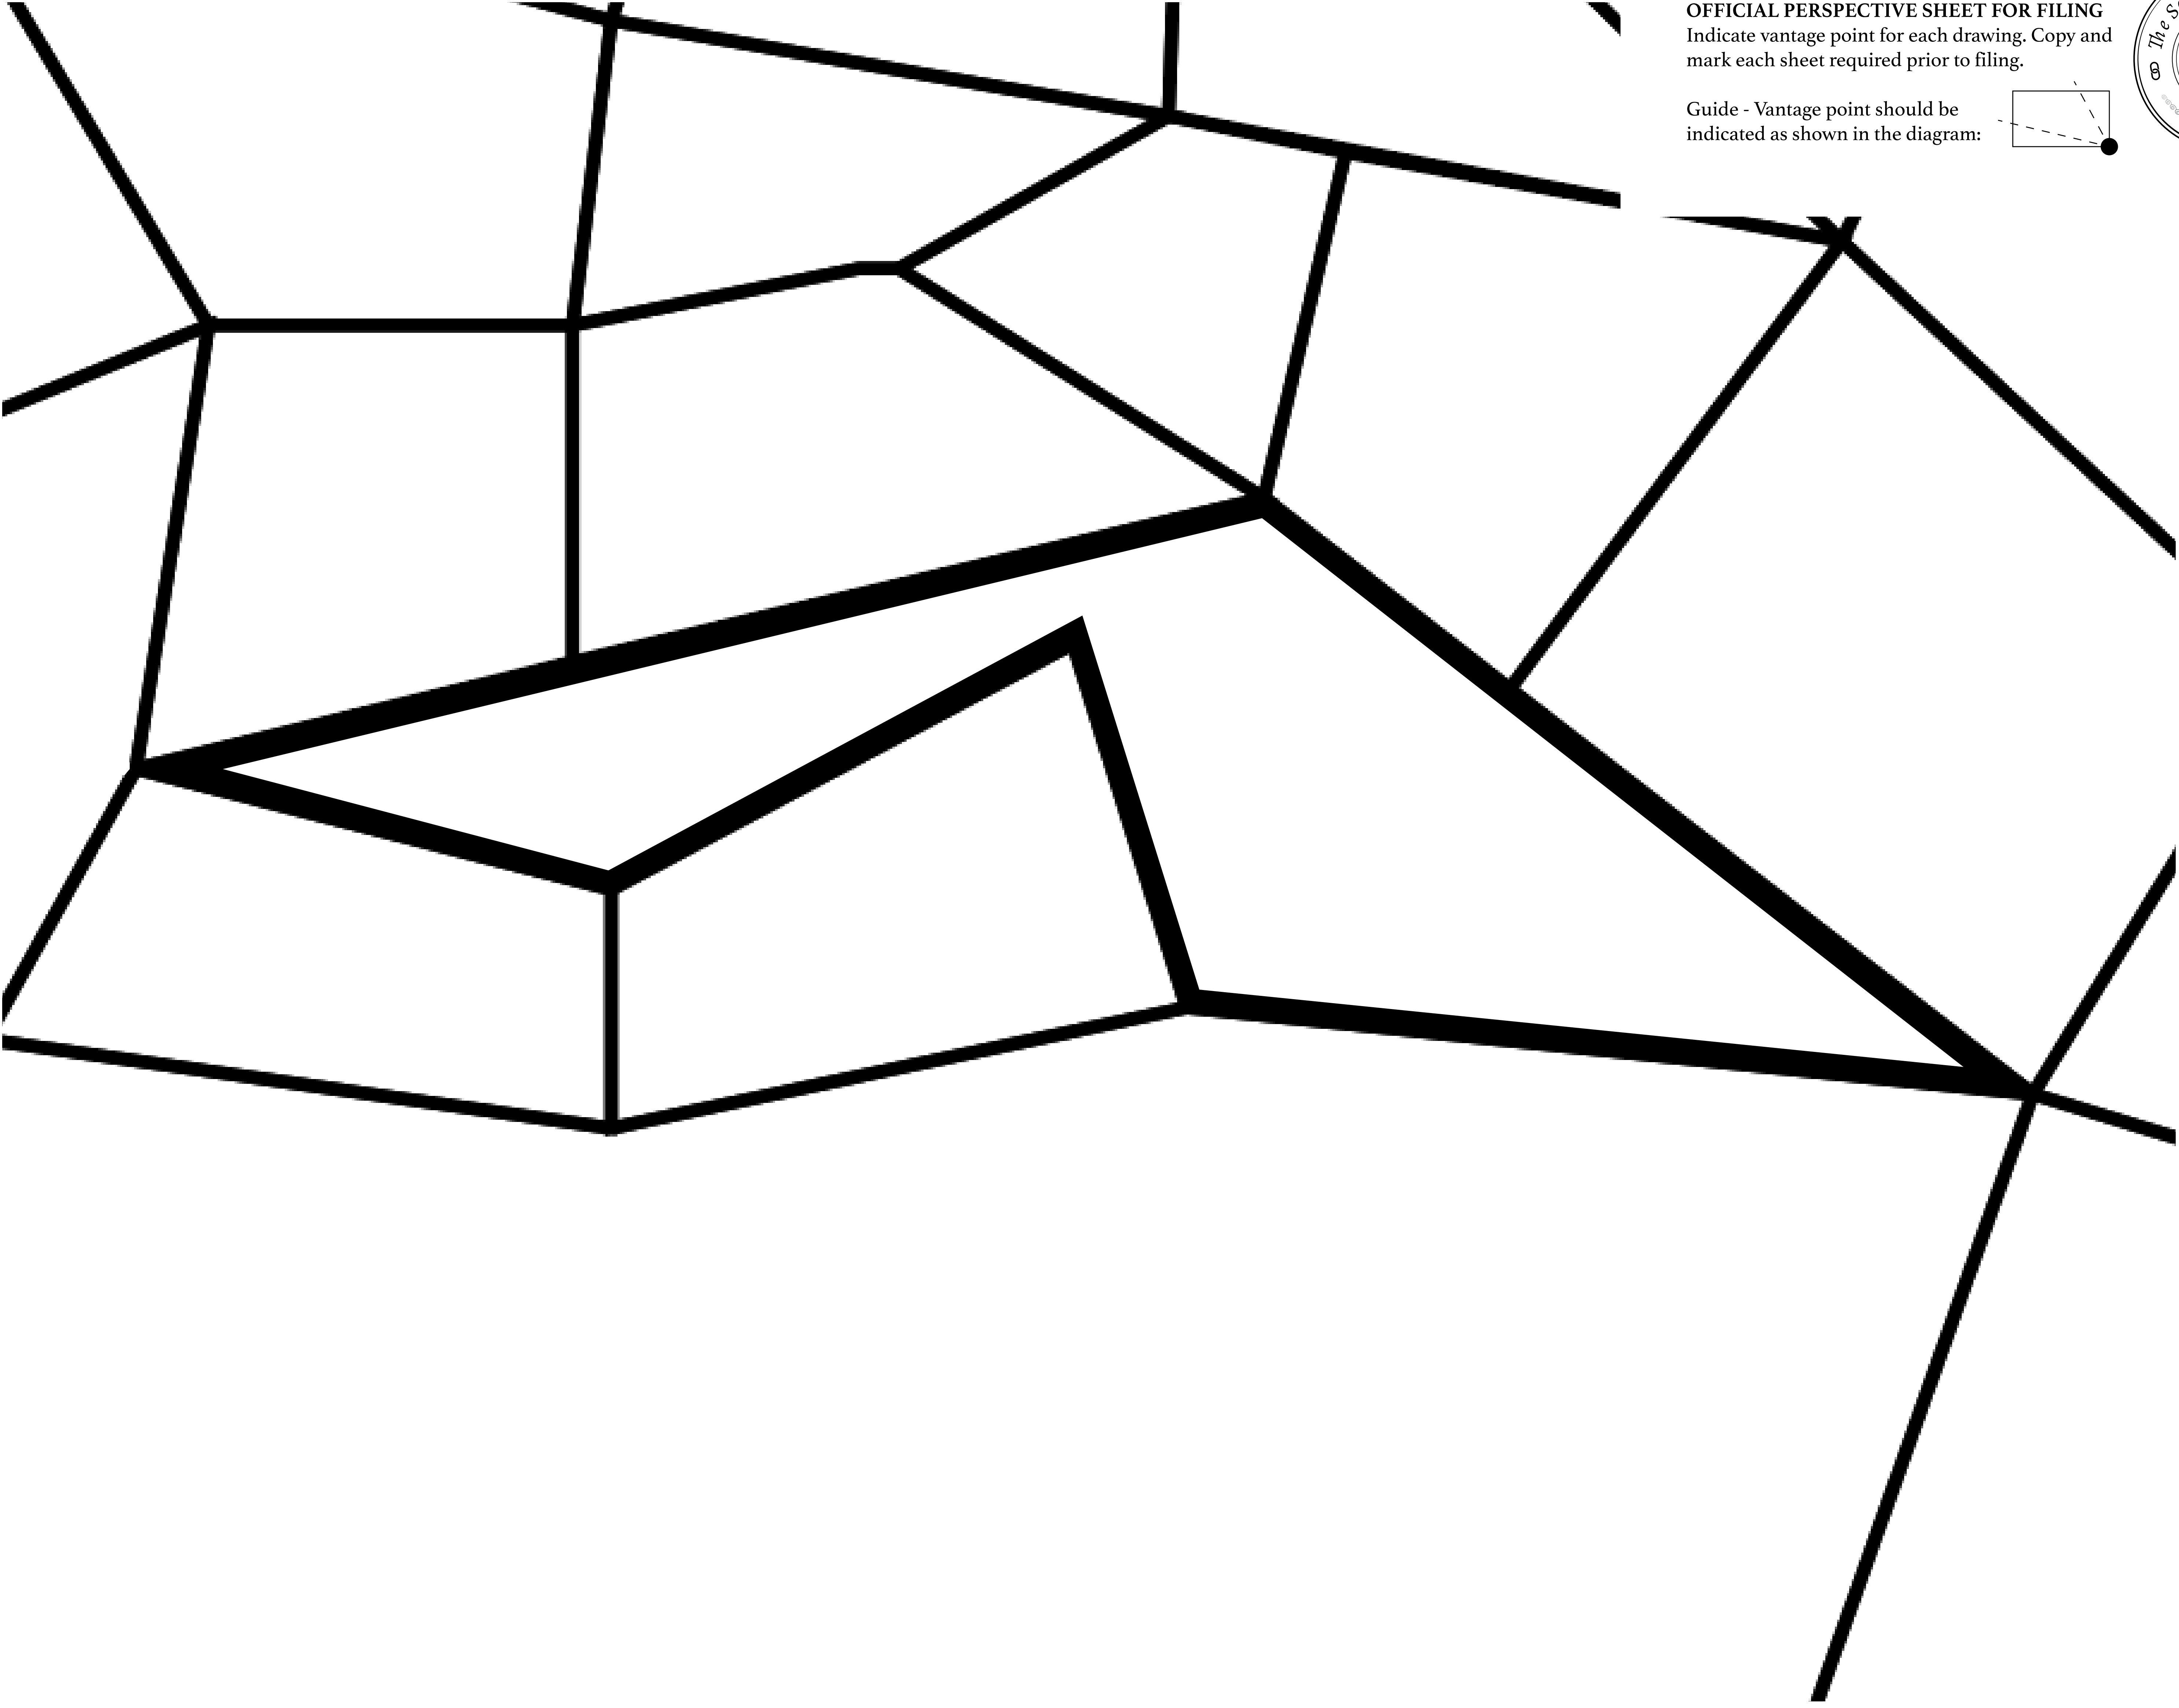 OFFICIAL PERSPECTIVE SHEET FOR FILING
Indicate vantage point for each drawing. Copy and
mark each sheet required prior to filing.
Guide - Vantage point should be
indicated as shown in the diagram:
The